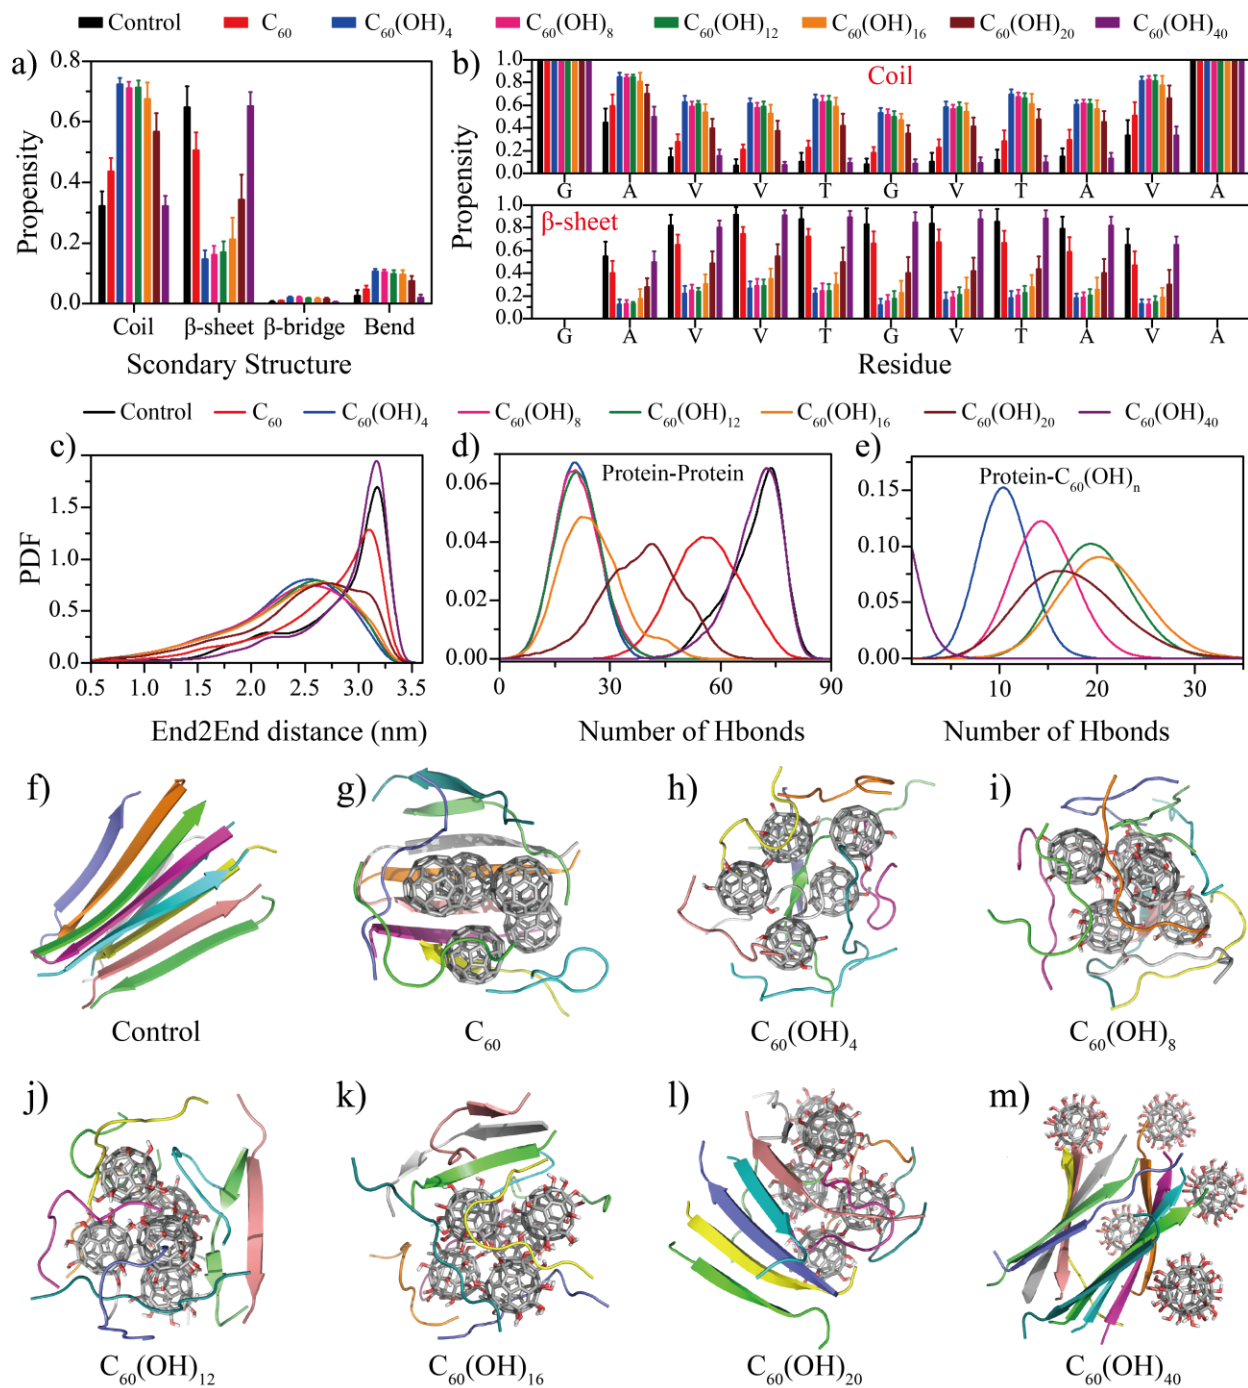 Control C₆₀ C₆₀(OH)₄ C₆₀(OH)₈ C₆₀(OH)₁₂ C₆₀(OH)₁₆ C₆₀(OH)₂₀ C₆₀(OH)₄₀
a)
0.8
0.6
0.4
0.2
0.0
Propensity
Coil β-sheet β-bridge Bend
Scondary Structure
b)
Coil
1.0
0.8
0.6
0.4
0.2
0.0
G A V V T G V T A V A
Propensity
β-sheet
1.0
0.8
0.6
0.4
0.2
0.0
G A V V T G V T A V A
Residue
Control C₆₀ C₆₀(OH)₄ C₆₀(OH)₈ C₆₀(OH)₁₂ C₆₀(OH)₁₆ C₆₀(OH)₂₀ C₆₀(OH)₄₀
c)
PDF
1.5
1.0
0.5
0.0
0.5 1.0 1.5 2.0 2.5 3.0 3.5
End2End distance (nm)
d)
Protein-Protein
0.06
0.04
0.02
0.00
0 30 60 90
Number of Hbonds
e)
Protein-C₆₀(OH)ₙ
0.15
0.10
0.05
0.00
10 20 30
Number of Hbonds
f)
Control
g)
C₆₀
h)
C₆₀(OH)₄
i)
C₆₀(OH)₈
j)
C₆₀(OH)₁₂
k)
C₆₀(OH)₁₆
l)
C₆₀(OH)₂₀
m)
C₆₀(OH)₄₀